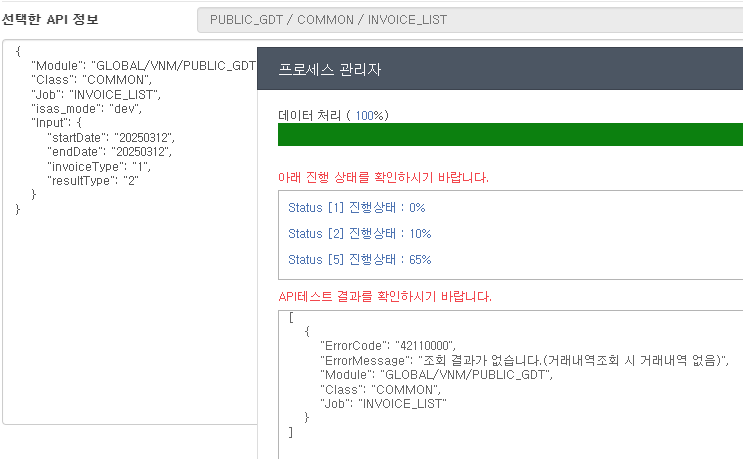 선택한 API 정보
PUBLIC_GDT / COMMON / INVOICE_LIST
{
"Module": "GLOBAL/VNM/PUBLIC_GDT
"Class": "COMMON",
"Job": "INVOICE_LIST",
"isas_mode": "dev",
"Input": {
"startDate": "20250312",
"endDate": "20250312",
"invoiceType": "1",
"resultType": "2"
}
}
프로세스 관리자
데이터 처리 ( 100%)
아래 진행 상태를 확인하시기 바랍니다.
Status [1] 진행상태 : 0%
Status [2] 진행상태 : 10%
Status [5] 진행상태 : 65%
API테스트 결과를 확인하시기 바랍니다.
[
{
"ErrorCode": "42110000",
"ErrorMessage": "조회 결과가 없습니다.(거래내역조회 시 거래내역 없음)",
"Module": "GLOBAL/VNM/PUBLIC_GDT",
"Class": "COMMON",
"Job": "INVOICE_LIST"
}
]